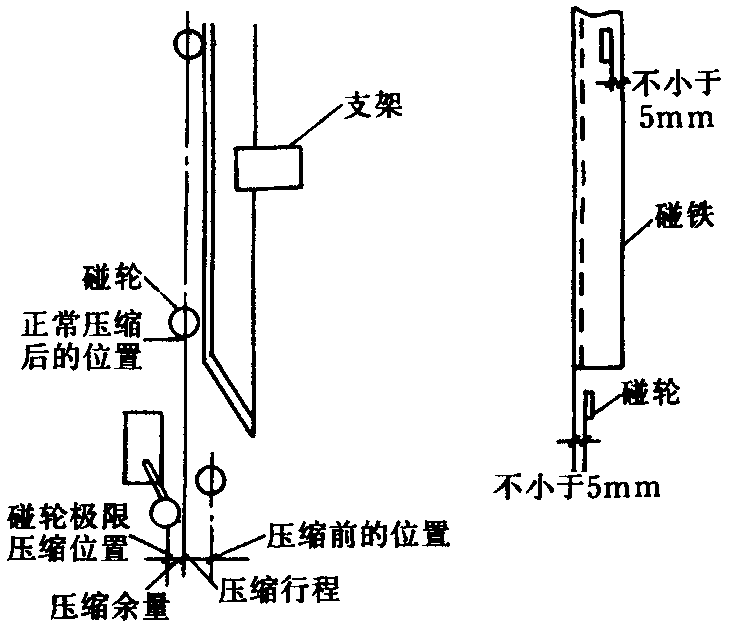 支架
不小于
5mm
碰铁
碰轮
正常压缩
后的位置
碰轮
不小于5mm
碰轮极限
压缩位置
压缩前的位置
压缩行程
压缩余量